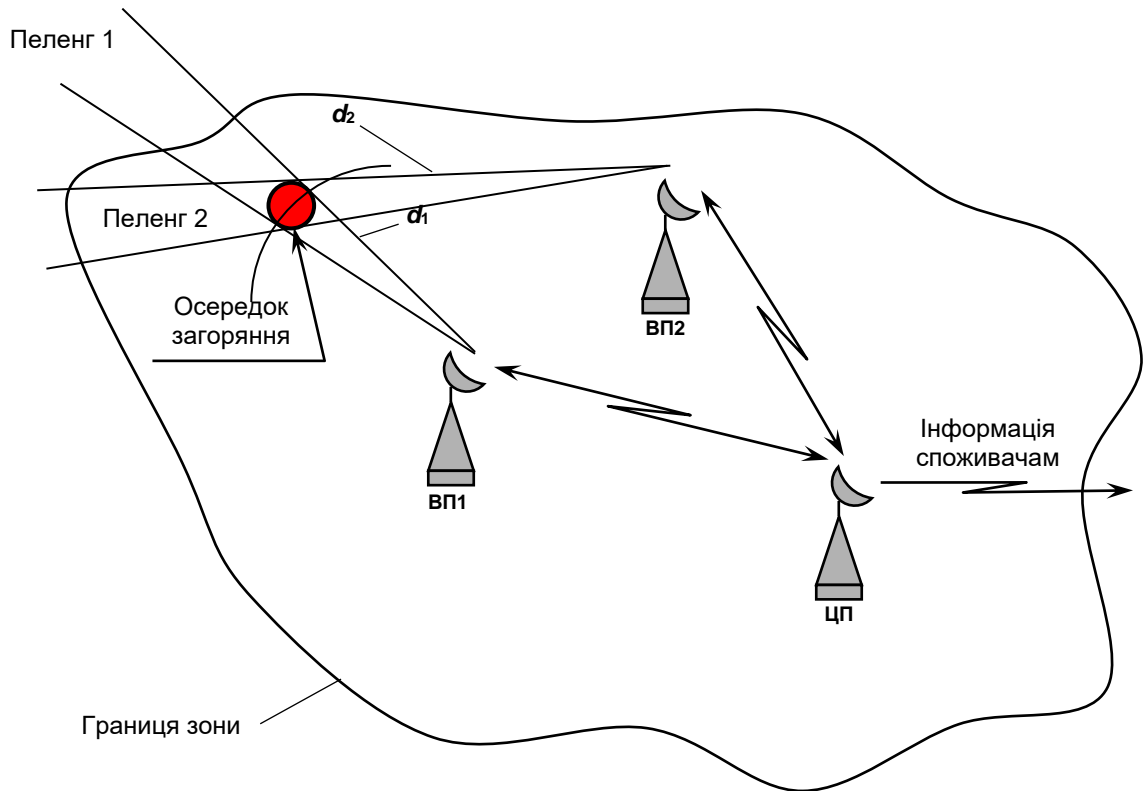 Пеленг 1
d2
Пеленг 2
d1
Осередок
загоряння
ВП2
ВП1
Інформація
споживачам
ЦП
Границя зони